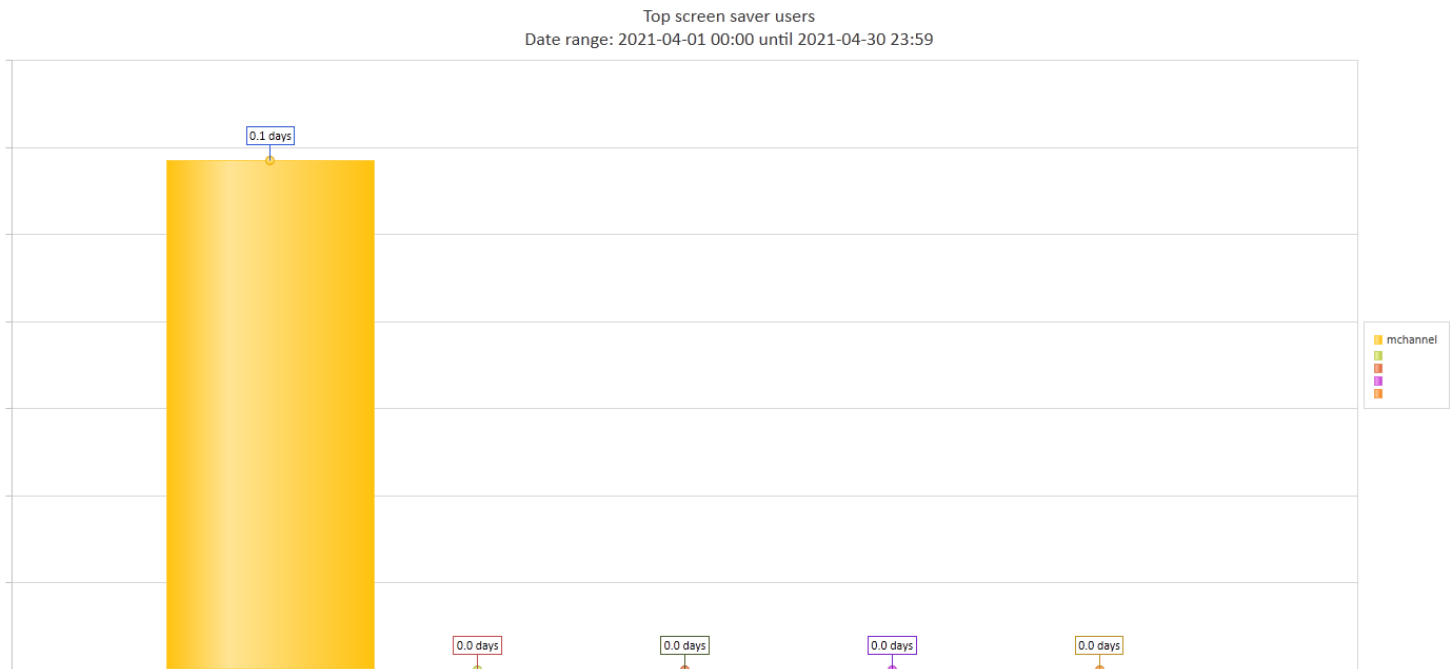 Top screen saver users
Date range: 2021-04-01 00:00 until 2021-04-30 23:59
0.1 days
mchannel
0.0 days
0.0 days
0.0 days
0.0 days